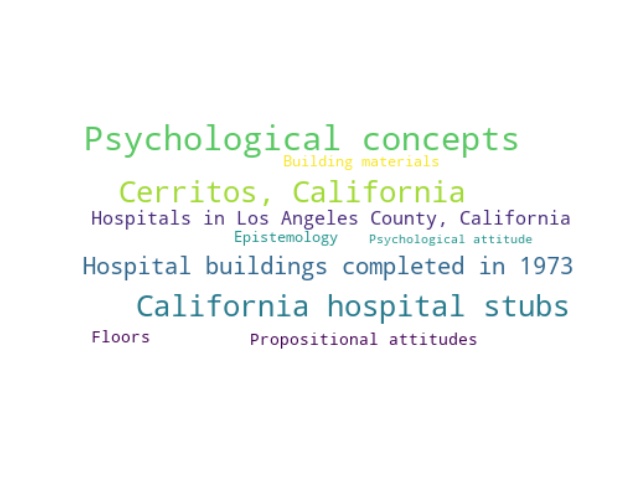 Psychological concepts
Building materials
Cerritos, California
Hospitals in Los Angeles County, California
Epistemology
Psychological attitude
Hospital buildings completed in 1973
California hospital stubs
Floors
Propositional attitudes